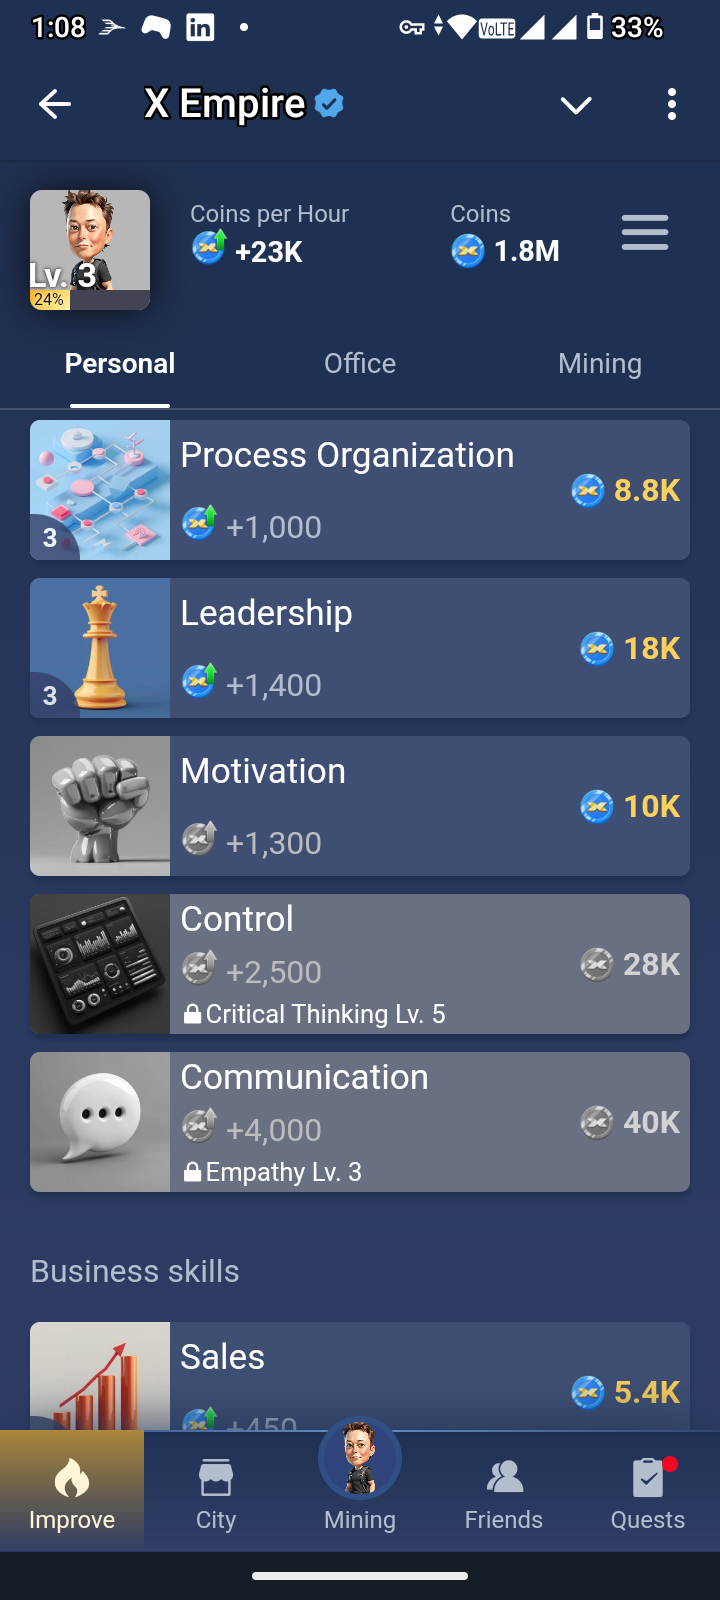 1:08
VoLTE
33%
X Empire
Lv. 3
24%
Coins per Hour
+23K
Coins
1.8M
Personal
Office
Mining
Process Organization
3
+1,000
8.8K
Leadership
3
+1,400
18K
Motivation
+1,300
10K
Control
+2,500
28K
Critical Thinking Lv. 5
Communication
+4,000
40K
Empathy Lv. 3
Business skills
Sales
+450
5.4K
Improve
City
Mining
Friends
Quests